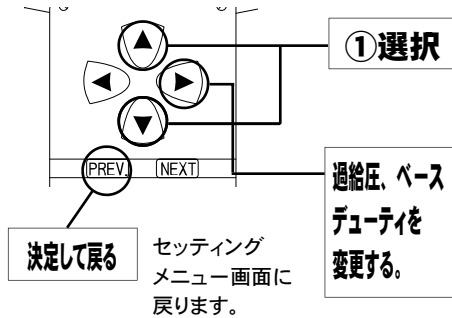 ①選択
PREV.
NEXT
過給圧、ベース
デューティを
変更する。
決定して戻る
セッティング
メニュー画面に
戻ります。